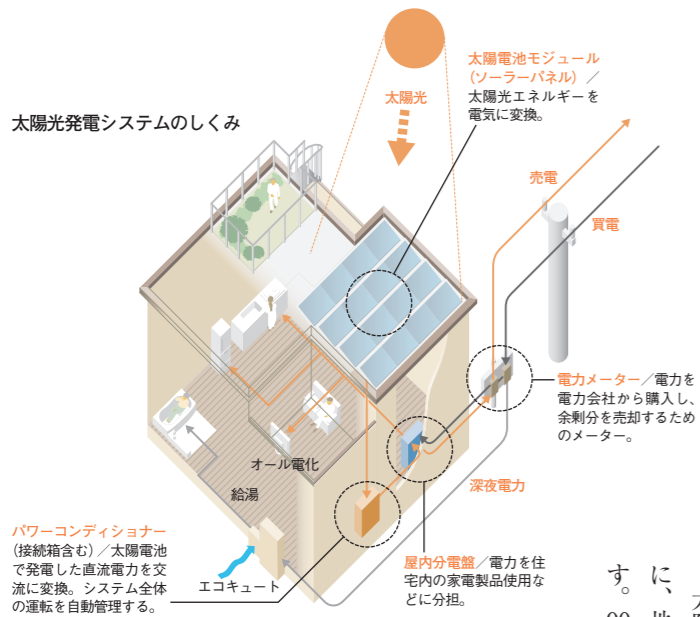 太陽光発電システムのしくみ
太陽光
太陽電池モジュール
(ソーラーパネル)／
太陽光エネルギーを
電気に変換。
売電
買電
電力メーター／電力を
電力会社から購入し、
余剰分を売却するため
のメーター。
オール電化
給湯
深夜電力
パワーコンディショナー
(接続箱含む)／太陽電池
で発電した直流電力を交
流に変換。システム全体
の運転を自動管理する。
エコキュート
屋内分電盤／電力を住
宅内の家電製品使用な
どに分担。
に、地
す。